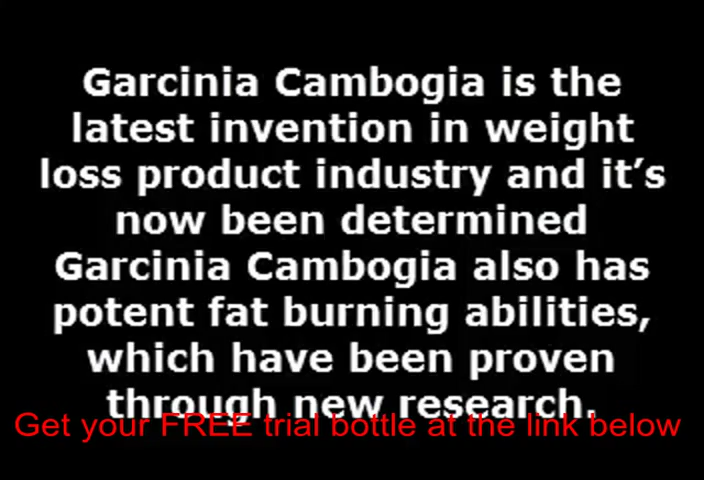 Garcinia Cambogia is the
latest invention in weight
loss product industry and it’s
now been determined
Garcinia Cambogia also has
potent fat burning abilities,
which have been proven
through new research.
Get your FREE trial bottle at the link below